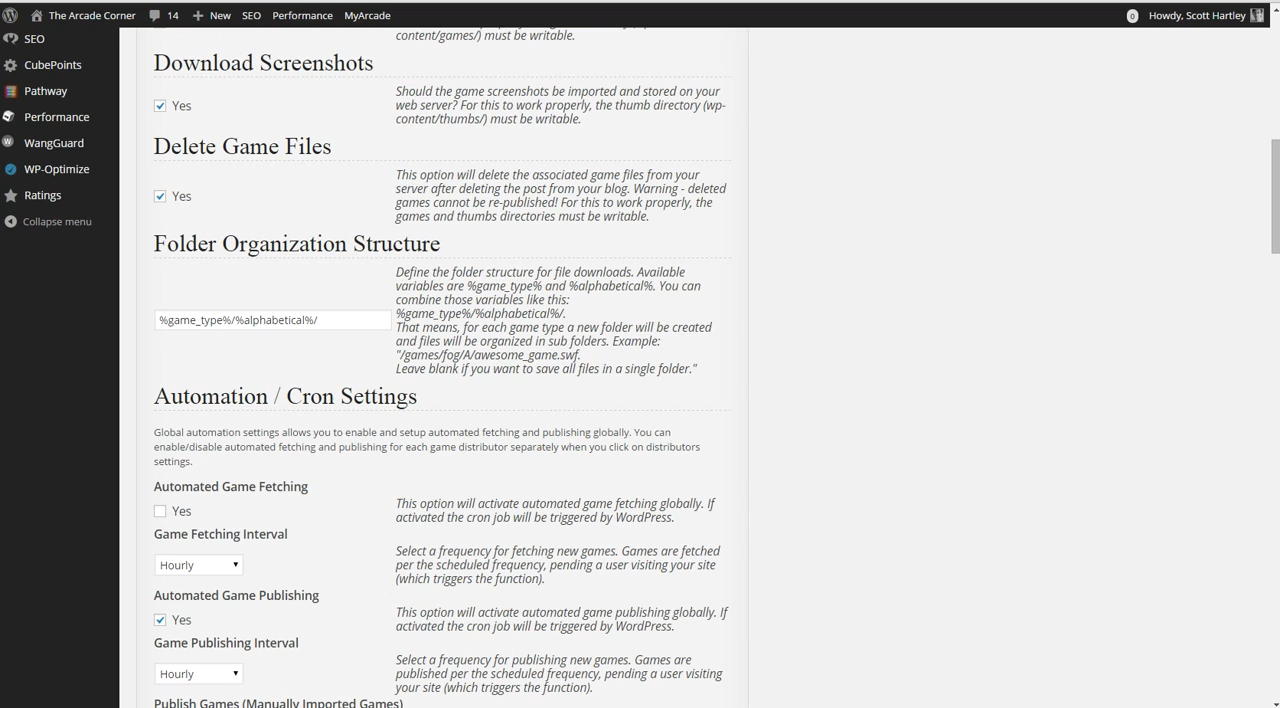 The Arcade Corner 14 New SEO Performance MyArcade 0 Howdy, Scott Hartley
SEO
CubePoints
Pathway
Performance
WangGuard
WP-Optimize
Ratings
Collapse menu
content/games/) must be writable.
Download Screenshots
Yes
Should the game screenshots be imported and stored on your
web server? For this to work properly, the thumb directory (wp-
content/thumbs/) must be writable.
Delete Game Files
Yes
This option will delete the associated game files from your
server after deleting the post from your blog. Warning - deleted
games cannot be re-published! For this to work properly, the
games and thumbs directories must be writable.
Folder Organization Structure
%game_type%/%alphabetical%/
Define the folder structure for file downloads. Available
variables are %game_type% and %alphabetical%. You can
combine those variables like this:
%game_type%/%alphabetical%/.
That means, for each game type a new folder will be created
and files will be organized in sub folders. Example:
"/games/fog/A/awesome_game.swf.
Leave blank if you want to save all files in a single folder."
Automation / Cron Settings
Global automation settings allows you to enable and setup automated fetching and publishing globally. You can
enable/disable automated fetching and publishing for each game distributor separately when you click on distributors
settings.
Automated Game Fetching
Yes
This option will activate automated game fetching globally. If
activated the cron job will be triggered by WordPress.
Game Fetching Interval
Hourly
Select a frequency for fetching new games. Games are fetched
per the scheduled frequency, pending a user visiting your site
(which triggers the function).
Automated Game Publishing
Yes
This option will activate automated game publishing globally. If
activated the cron job will be triggered by WordPress.
Game Publishing Interval
Hourly
Select a frequency for publishing new games. Games are
published per the scheduled frequency, pending a user visiting
your site (which triggers the function).
Publish Games (Manually Imported Games)